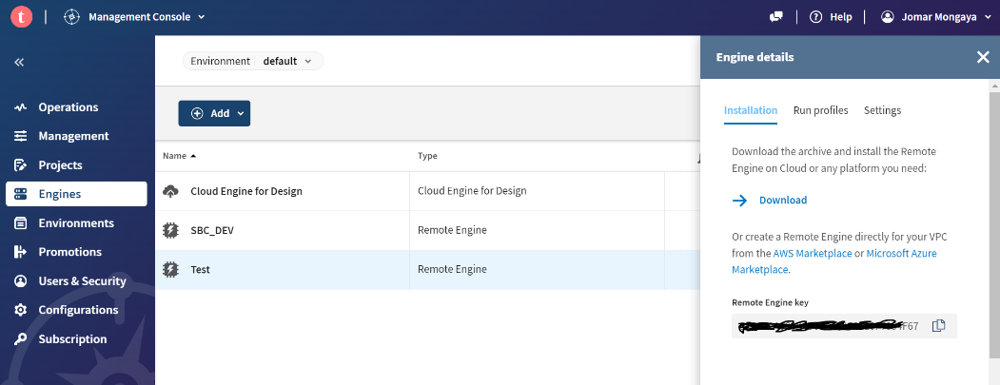 t
Management Console
Help
Jomar Mongaya
Operations
Management
Projects
Engines
Environments
Promotions
Users & Security
Configurations
Subscription
Environment default
Add
Name
Type
Cloud Engine for Design
Cloud Engine for Design
SBC_DEV
Remote Engine
Test
Remote Engine
Engine details
Installation Run profiles Settings
Download the archive and install the Remote
Engine on Cloud or any platform you need:
Download
Or create a Remote Engine directly for your VPC
from the AWS Marketplace or Microsoft Azure
Marketplace.
Remote Engine key